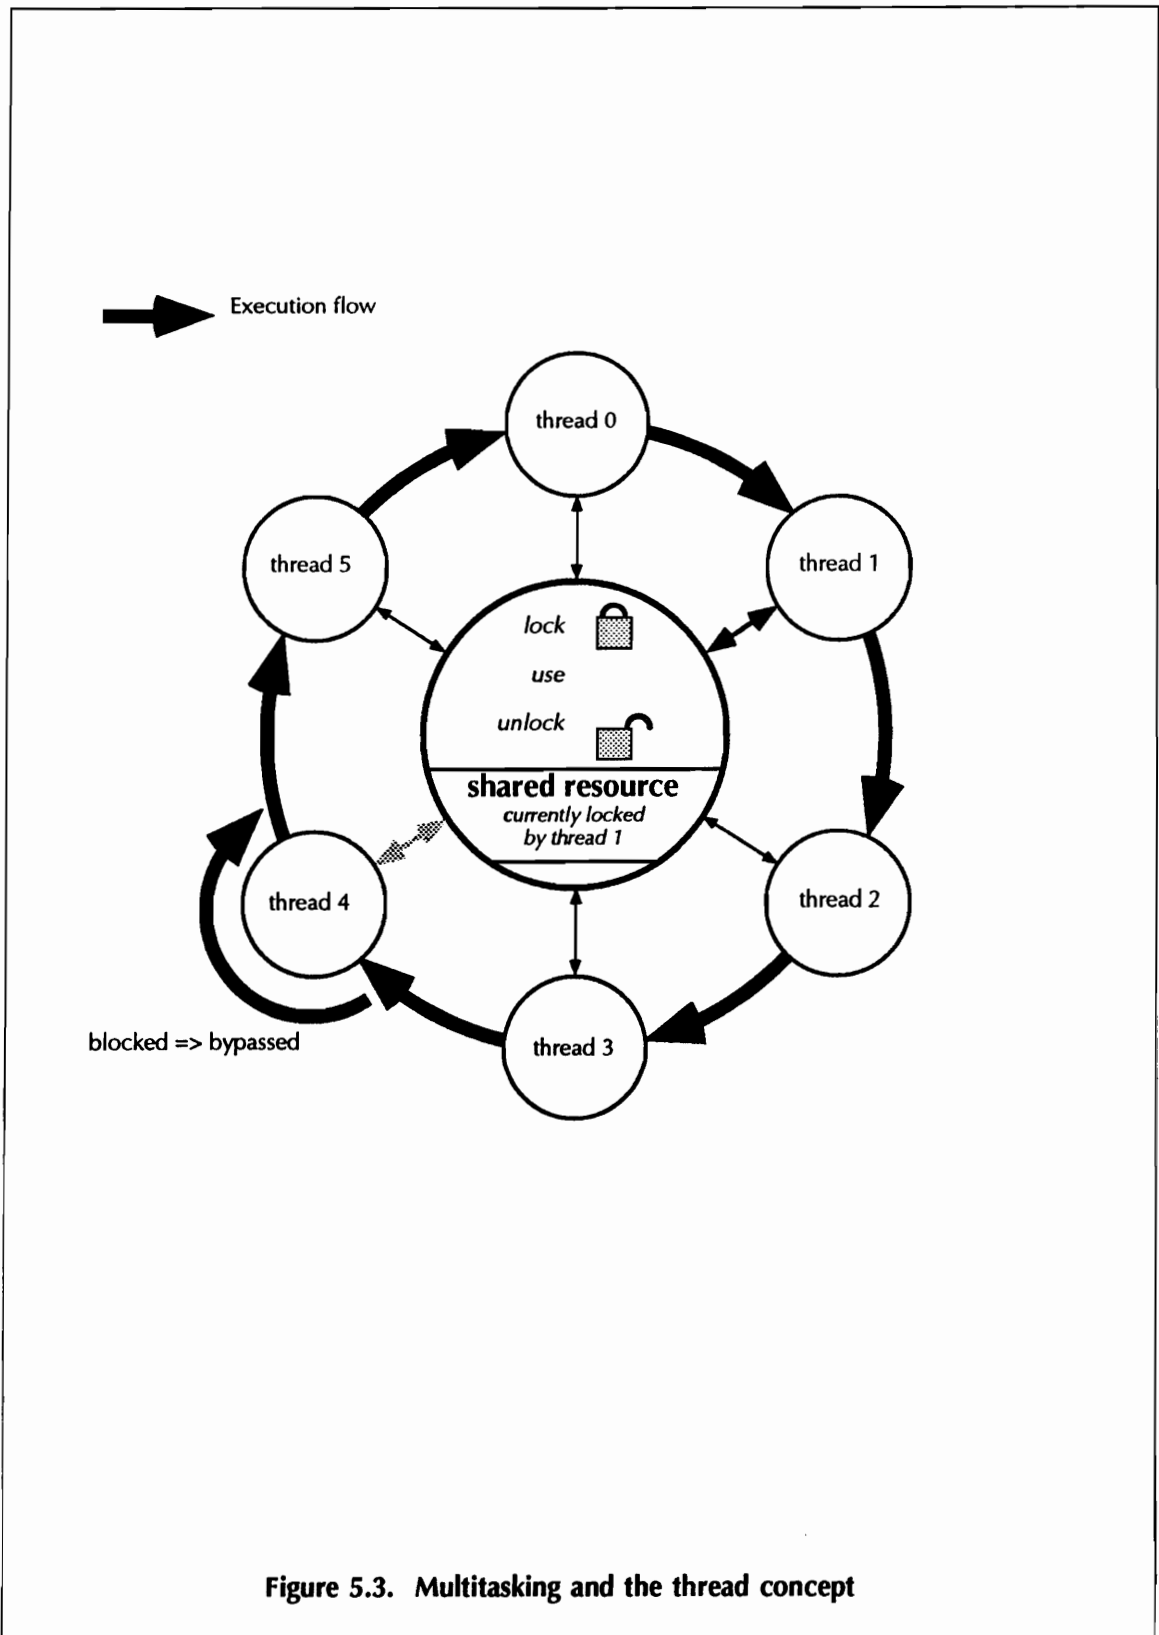 Execution flow
thread 0
thread 5
thread 1
lock
use
unlock
shared resource
currently locked
by thread 1
thread 4
thread 2
blocked => bypassed
thread 3
Figure 5.3. Multitasking and the thread concept